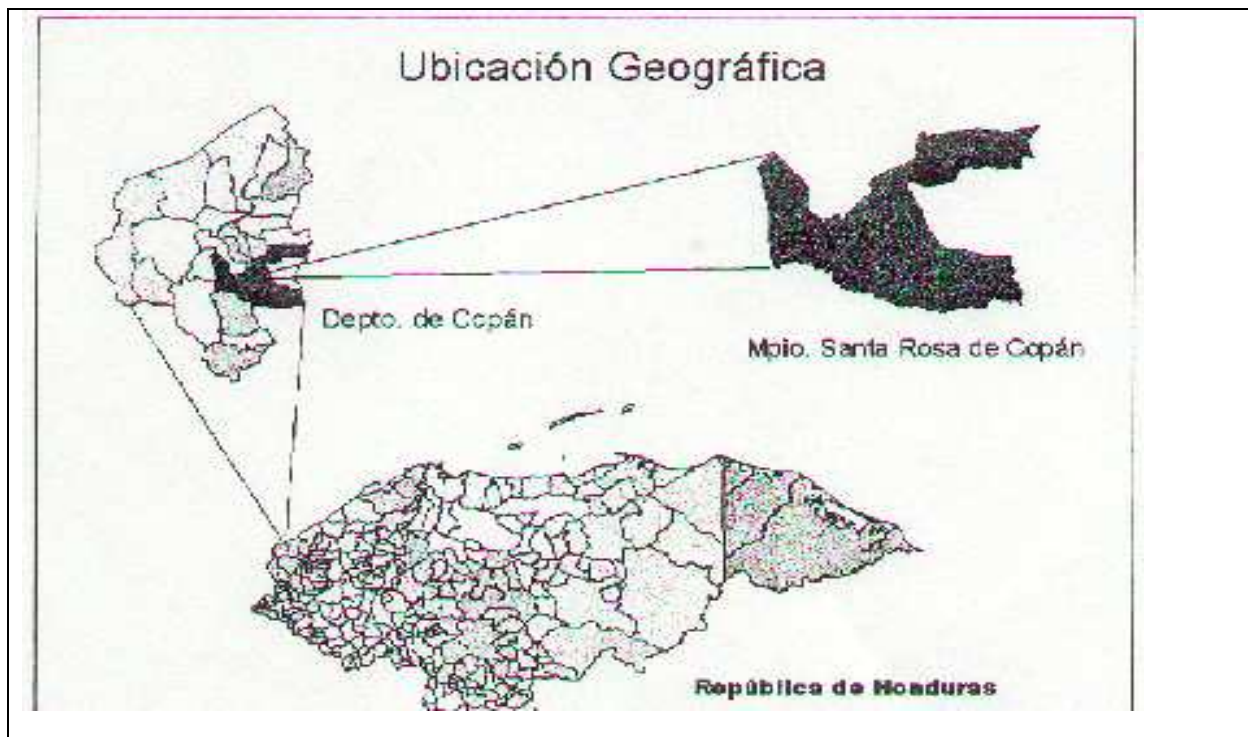 Ubicación Geográfica
Depto. de Copán
Mpio. Santa Rosa de Copán
República de Honduras